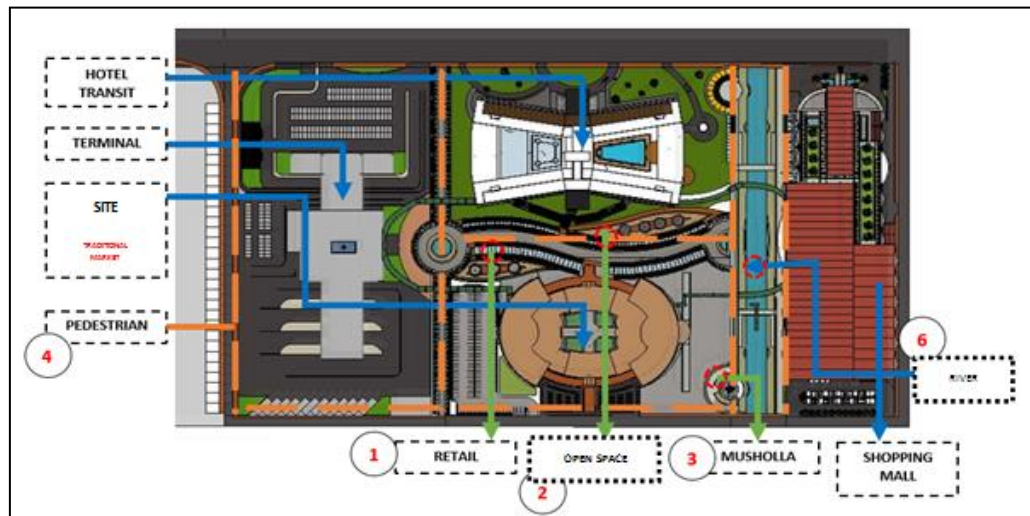 HOTEL
TRANSIT
TERMINAL
SITE
TRADITIONAL
MARKET
PEDESTRIAN
4
6
RIVER
1
RETAIL
OPEN SPACE
2
3
MUSHOLLA
SHOPPING
MALL